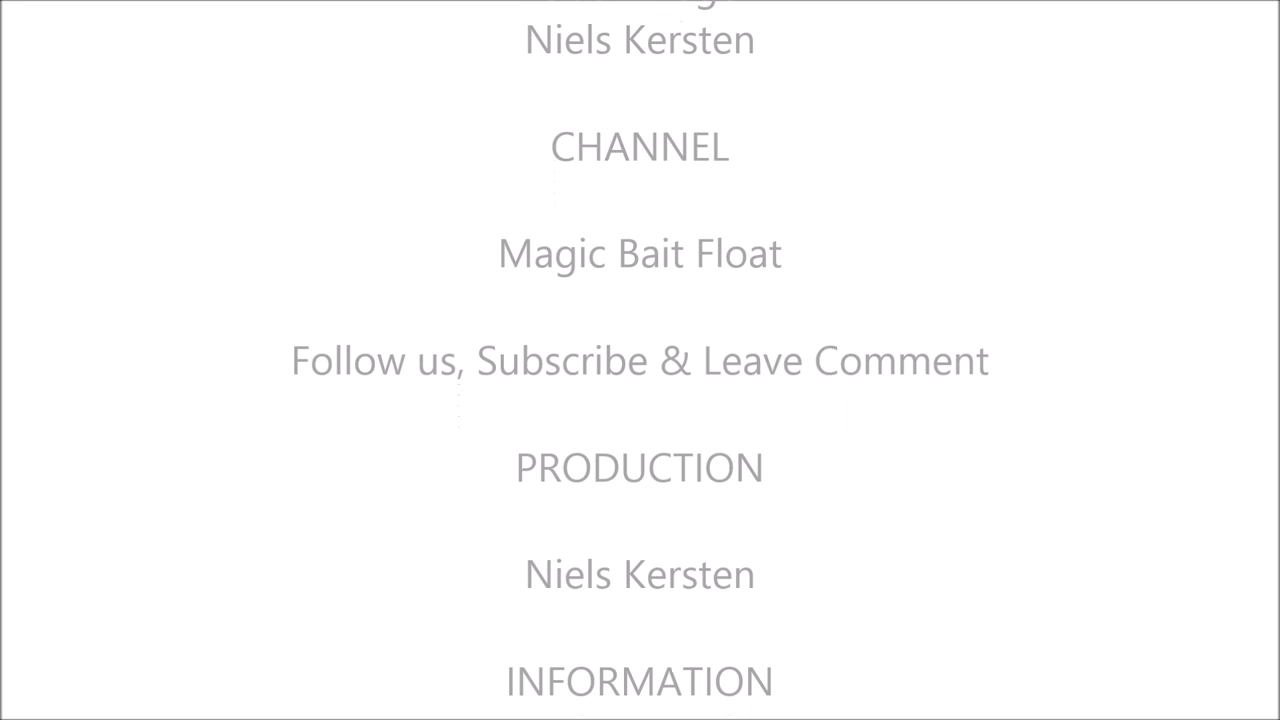 Niels Kersten
CHANNEL
Magic Bait Float
Follow us, Subscribe & Leave Comment
PRODUCTION
Niels Kersten
INFORMATION